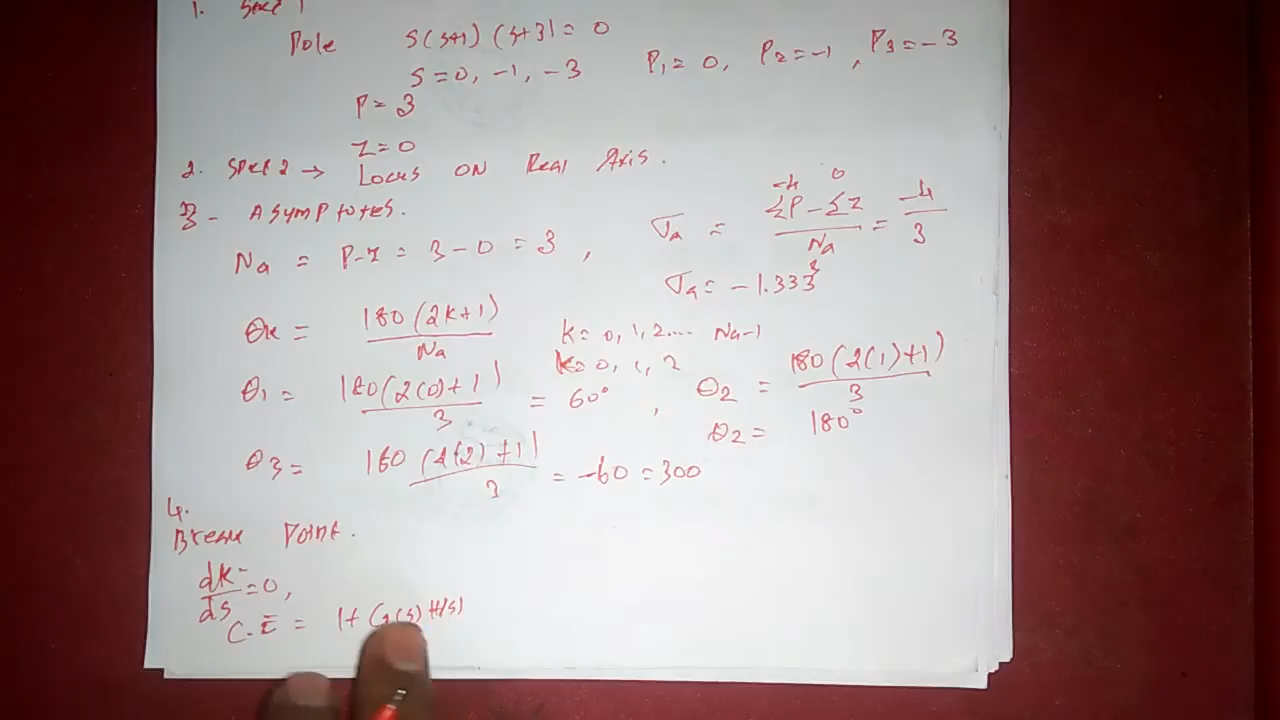 1. Step 1
Pole S(S+1) (S+3) = 0
S = 0, -1, -3 P1 = 0, P2 = -1, P3 = -3
P = 3
Z = 0
2. Step 2 → Locus ON Real Axis.
3 - Asymptotes.
Na = P-Z = 3 - 0 = 3, σa = ΣP - ΣZ / Na = -4 / 3
-4 0
σa = -1.333
θk = 180 (2k+1) / Na k = 0, 1, 2.... Na-1
k = 0, 1, 2
θ1 = 180 (2(0)+1) / 3 = 60°, θ2 = 180 (2(1)+1) / 3
θ2 = 180°
θ3 = 180 (2(2)+1) / 3 = -60 = 300
4.
Break Point.
dk / ds = 0,
C.E = 1+ G(s) H(s)